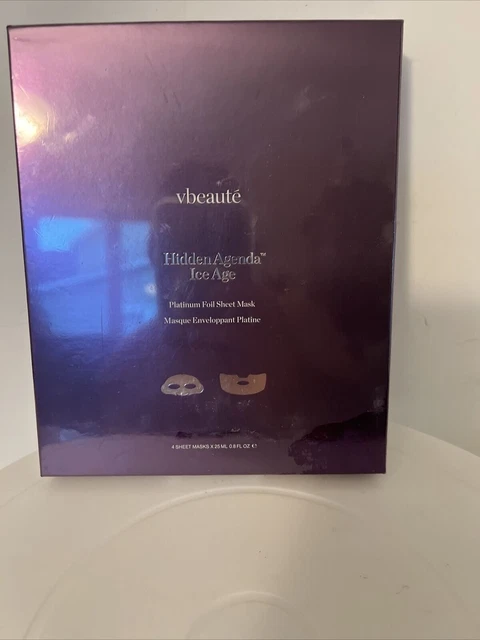 vbeauté
Hidden Agenda™
Ice Age
Platinum Foil Sheet Mask
Masque Enveloppant Platine
4 SHEET MASKS X 25 ML 0.8 FL OZ ℮